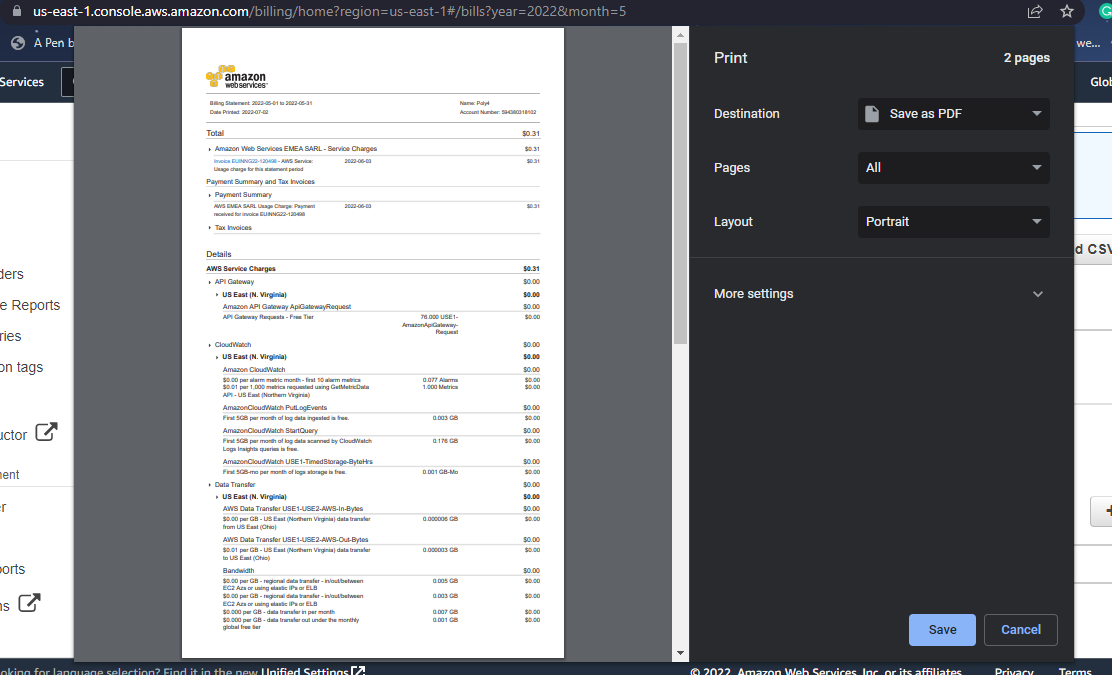 us-east-1.console.aws.amazon.com/billing/home?region=us-east-1#/bills?year=2022&month=5
A Pen b
we...
Services
Glob
Print
2 pages
Destination
Save as PDF
Pages
All
Layout
Portrait
More settings
Save
Cancel
amazon
webservices™
Billing Statement: 2022-05-01 to 2022-05-31
Name: Poly4
Date Printed: 2022-07-02
Account Number: 594360318102
Total $0.31
Amazon Web Services EMEA SARL - Service Charges $0.31
Invoice EUINNG22-120498 - AWS Service: 2022-06-03 $0.31
Usage charge for this statement period
Payment Summary and Tax Invoices
Payment Summary
AWS EMEA SARL Usage Charge: Payment 2022-06-03 $0.31
received for invoice EUINNG22-120498
Tax Invoices
Details
AWS Service Charges $0.31
API Gateway $0.00
US East (N. Virginia) $0.00
Amazon API Gateway ApiGatewayRequest $0.00
API Gateway Requests - Free Tier 76.000 USE1- $0.00
AmazonApiGateway-
Request
CloudWatch $0.00
US East (N. Virginia) $0.00
Amazon CloudWatch $0.00
$0.00 per alarm metric month - first 10 alarm metrics 0.077 Alarms $0.00
$0.01 per 1,000 metrics requested using GetMetricData 1.000 Metrics $0.00
API - US East (Northern Virginia)
AmazonCloudWatch PutLogEvents $0.00
First 5GB per month of log data ingested is free. 0.003 GB $0.00
AmazonCloudWatch StartQuery $0.00
First 5GB per month of log data scanned by CloudWatch 0.176 GB $0.00
Logs Insights queries is free.
AmazonCloudWatch USE1-TimedStorage-ByteHrs $0.00
First 5GB-mo per month of logs storage is free. 0.001 GB-Mo $0.00
Data Transfer $0.00
US East (N. Virginia) $0.00
AWS Data Transfer USE1-USE2-AWS-In-Bytes $0.00
$0.00 per GB - US East (Northern Virginia) data transfer 0.000006 GB $0.00
from US East (Ohio)
AWS Data Transfer USE1-USE2-AWS-Out-Bytes $0.00
$0.01 per GB - US East (Northern Virginia) data transfer 0.000003 GB $0.00
to US East (Ohio)
Bandwidth $0.00
$0.00 per GB - regional data transfer - in/out/between 0.005 GB $0.00
EC2 Azs or using elastic IPs or ELB
$0.00 per GB - regional data transfer - in/out/between 0.003 GB $0.00
EC2 Azs or using elastic IPs or ELB
$0.000 per GB - data transfer in per month 0.007 GB $0.00
$0.000 per GB - data transfer out under the monthly 0.001 GB $0.00
global free tier
ders
e Reports
ries
on tags
uctor
nent
r
ports
ns
d CSV
oking for language selection? Find it in the new Unified Settings
© 2022, Amazon Web Services, Inc. or its affiliates.
Privacy
Terms